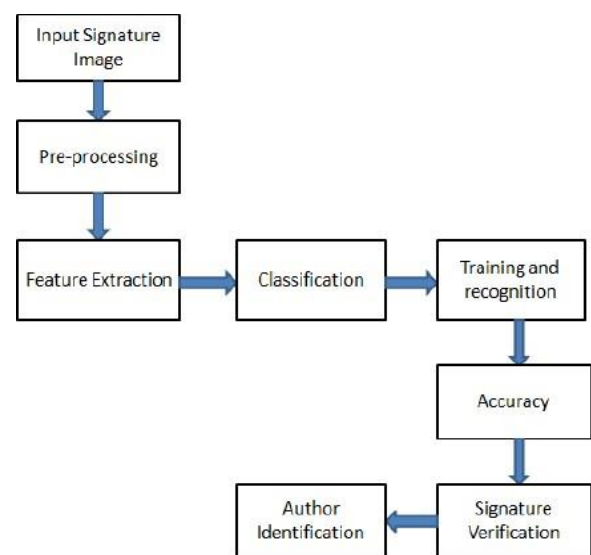 Input Signature
Image
Pre-processing
Feature Extraction
Classification
Training and
recognition
Accuracy
Signature
Verification
Author
Identification